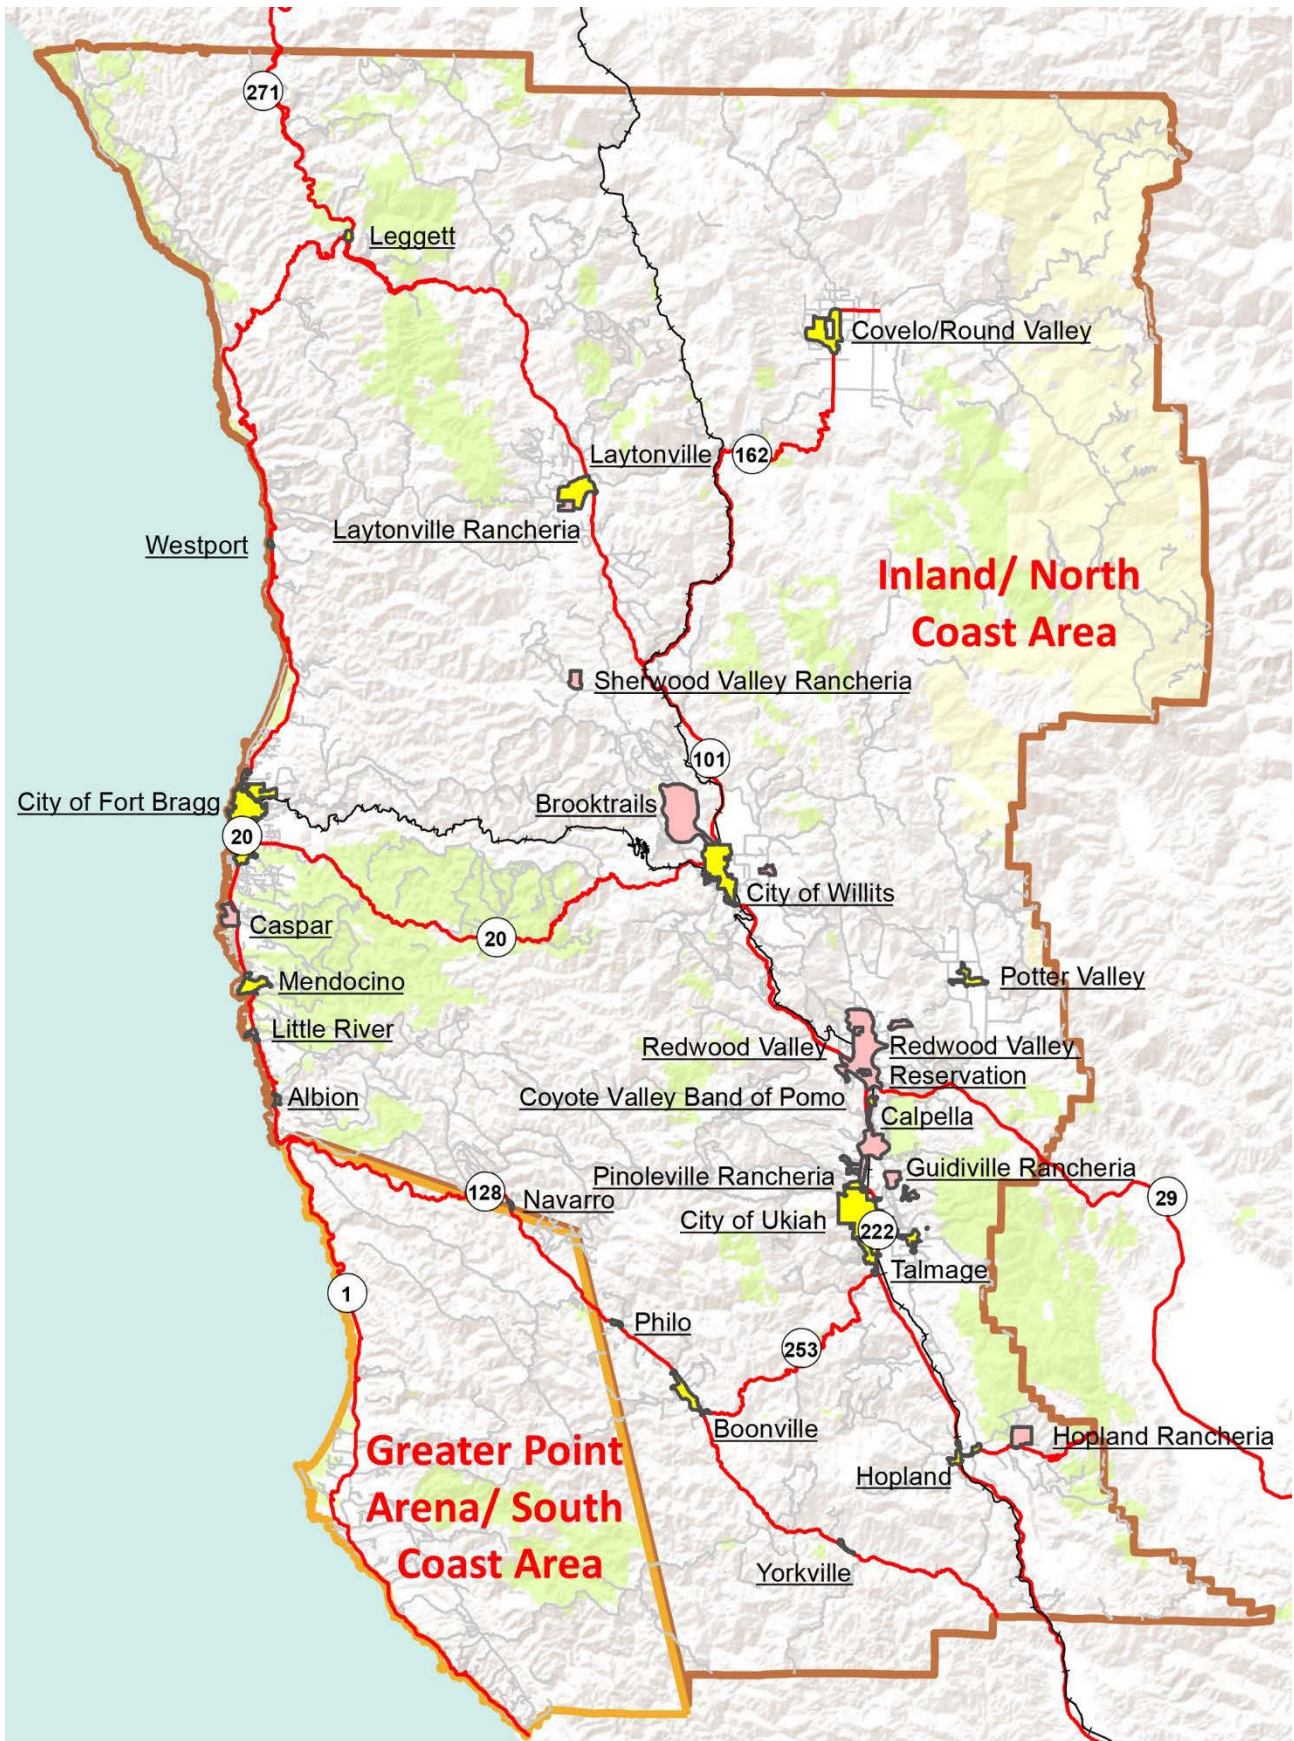 271
Leggett
Covelo/Round Valley
Laytonville
162
Laytonville Rancheria
Westport
Inland/ North
Coast Area
Sherwood Valley Rancheria
101
City of Fort Bragg
Brooktrails
20
City of Willits
Caspar
20
Mendocino
Potter Valley
Little River
Redwood Valley
Redwood Valley
Reservation
Albion
Coyote Valley Band of Pomo
Calpella
Pinoleville Rancheria
Guidiville Rancheria
128
Navarro
29
City of Ukiah
222
Talmage
1
Philo
253
Boonville
Hopland Rancheria
Greater Point
Arena/ South
Coast Area
Hopland
Yorkville